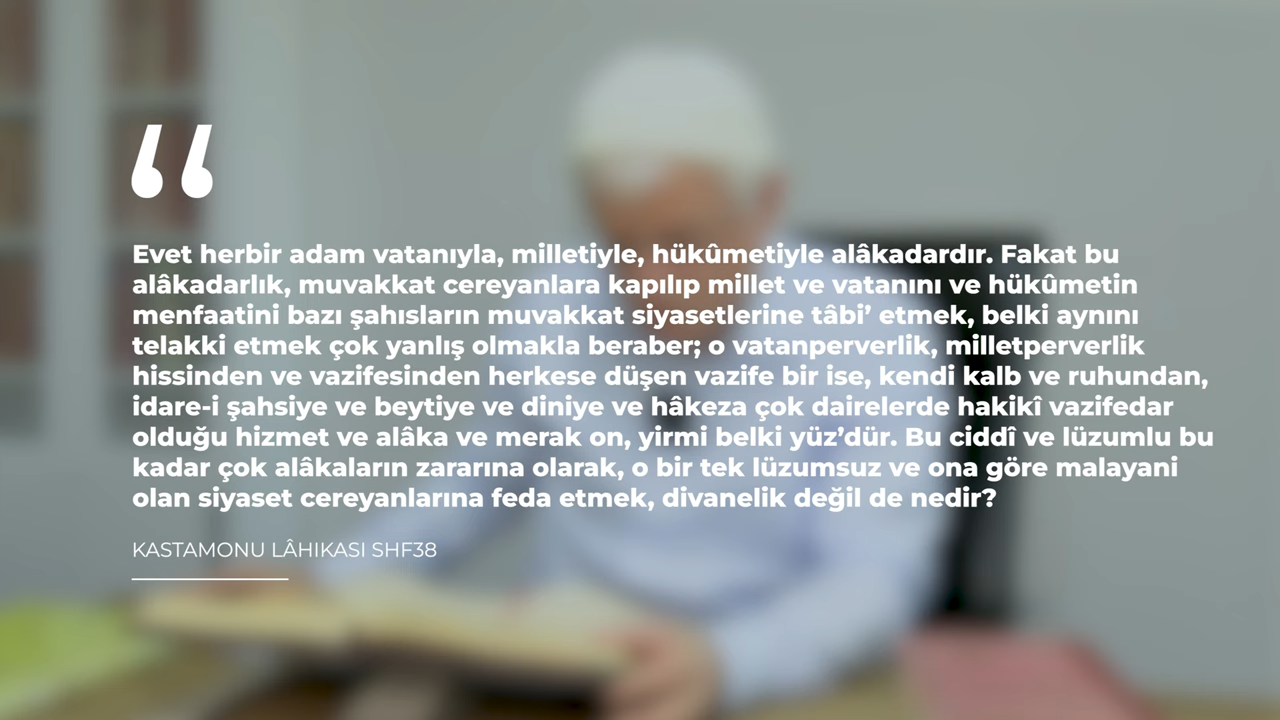 “
Evet herbir adam vatanıyla, milletiyle, hükûmetiyle alâkadardır. Fakat bu
alâkadarlık, muvakkat cereyanlara kapılıp millet ve vatanını ve hükûmetin
menfaatini bazı şahısların muvakkat siyasetlerine tâbi’ etmek, belki aynını
telakki etmek çok yanlış olmakla beraber; o vatanperverlik, milletperverlik
hissinden ve vazifesinden herkese düşen vazife bir ise, kendi kalb ve ruhundan,
idare-i şahsiye ve beytiye ve diniye ve hâkeza çok dairelerde hakikî vazifedar
olduğu hizmet ve alâka ve merak on, yirmi belki yüz’dür. Bu ciddî ve lüzumlu bu
kadar çok alâkaların zararına olarak, o bir tek lüzumsuz ve ona göre malayani
olan siyaset cereyanlarına feda etmek, divanelik değil de nedir?
KASTAMONU LÂHIKASI SHF38